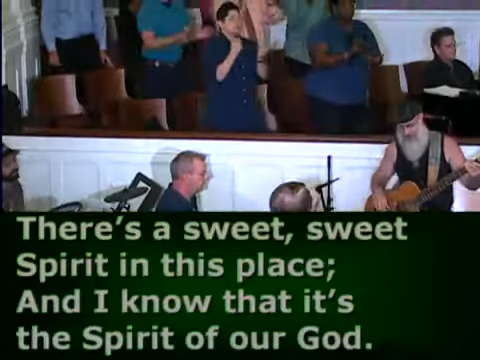 There's a sweet, sweet
Spirit in this place;
And I know that it's
the Spirit of our God.